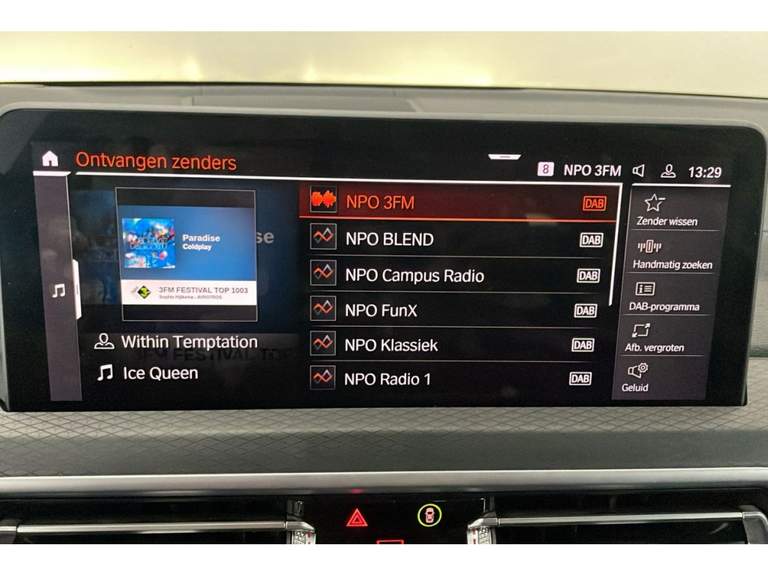 Ontvangen zenders
8 NPO 3FM 13:29
Paradise
Coldplay
3FM FESTIVAL TOP 1003
Within Temptation
Ice Queen
NPO 3FM DAB
NPO BLEND DAB
NPO Campus Radio DAB
NPO FunX DAB
NPO Klassiek DAB
NPO Radio 1 DAB
Zender wissen
Handmatig zoeken
DAB-programma
Afb. vergroten
Geluid